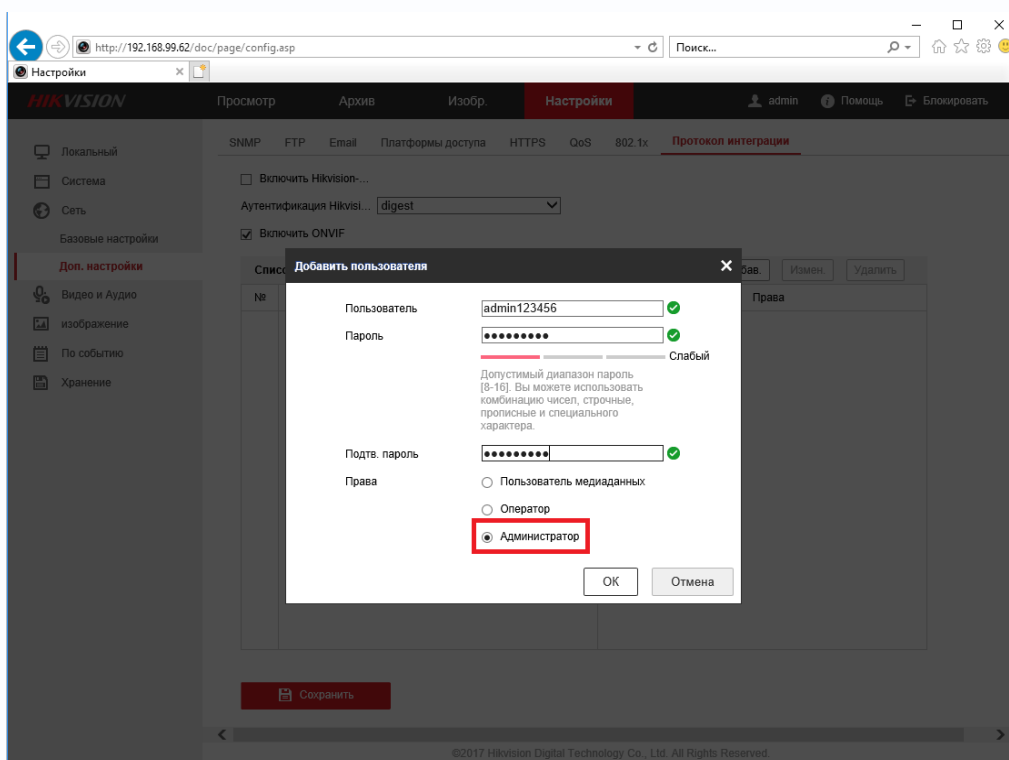 http://192.168.99.62/doc/page/config.asp
Поиск...
Настройки
HIKVISION
Просмотр
Архив
Изобр.
Настройки
admin
Помощь
Блокировать
Локальный
Система
Сеть
Базовые настройки
Доп. настройки
Видео и Аудио
изображение
По событию
Хранение
SNMP FTP Email Платформы доступа HTTPS QoS 802.1x Протокол интеграции
Включить Hikvision-...
Аутентификация Hikvisi... digest
Включить ONVIF
Измен. Удалить
№ Права
Добавить пользователя
Пользователь admin123456
Пароль
Слабый
Допустимый диапазон пароль
[8-16]. Вы можете использовать
комбинацию чисел, строчные,
прописные и специального
характера.
Подтв. пароль
Права
Пользователь медиаданных
Оператор
Администратор
OK Отмена
Сохранить
©2017 Hikvision Digital Technology Co., Ltd. All Rights Reserved.